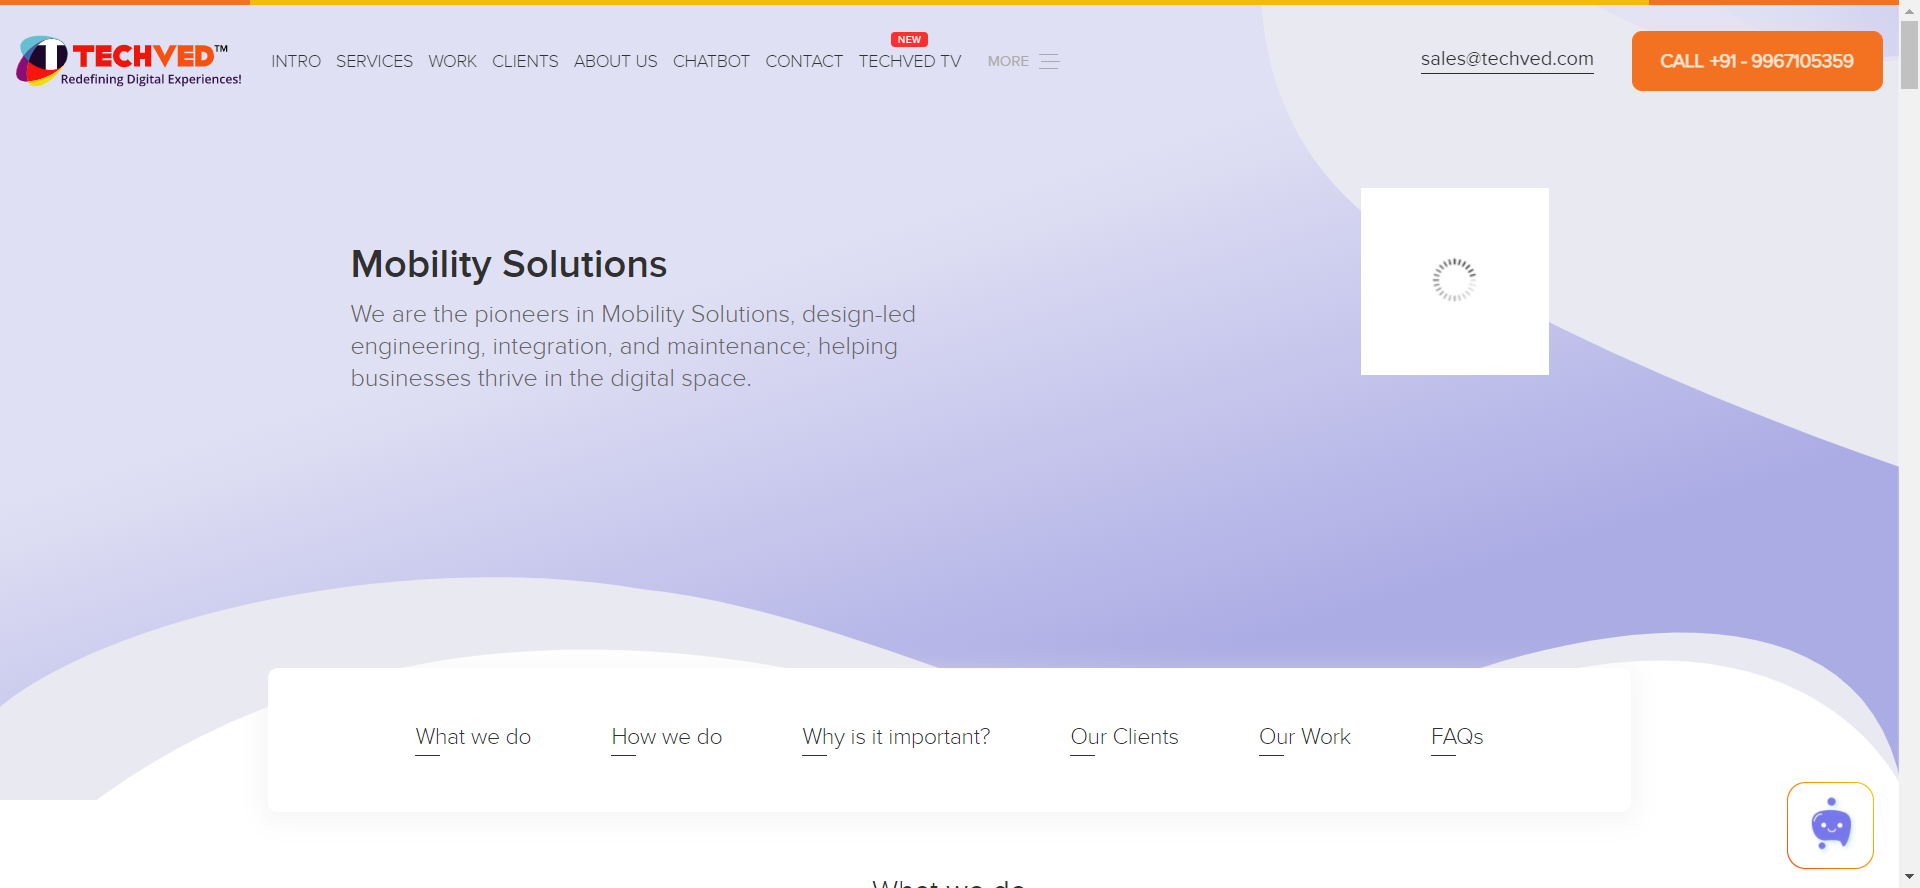 TECHVED™
Redefining Digital Experiences!
INTRO SERVICES WORK CLIENTS ABOUT US CHATBOT CONTACT TECHVED TV MORE
NEW
sales@techved.com
CALL +91 - 9967105359
Mobility Solutions
We are the pioneers in Mobility Solutions, design-led
engineering, integration, and maintenance; helping
businesses thrive in the digital space.
What we do How we do Why is it important? Our Clients Our Work FAQs
What we do